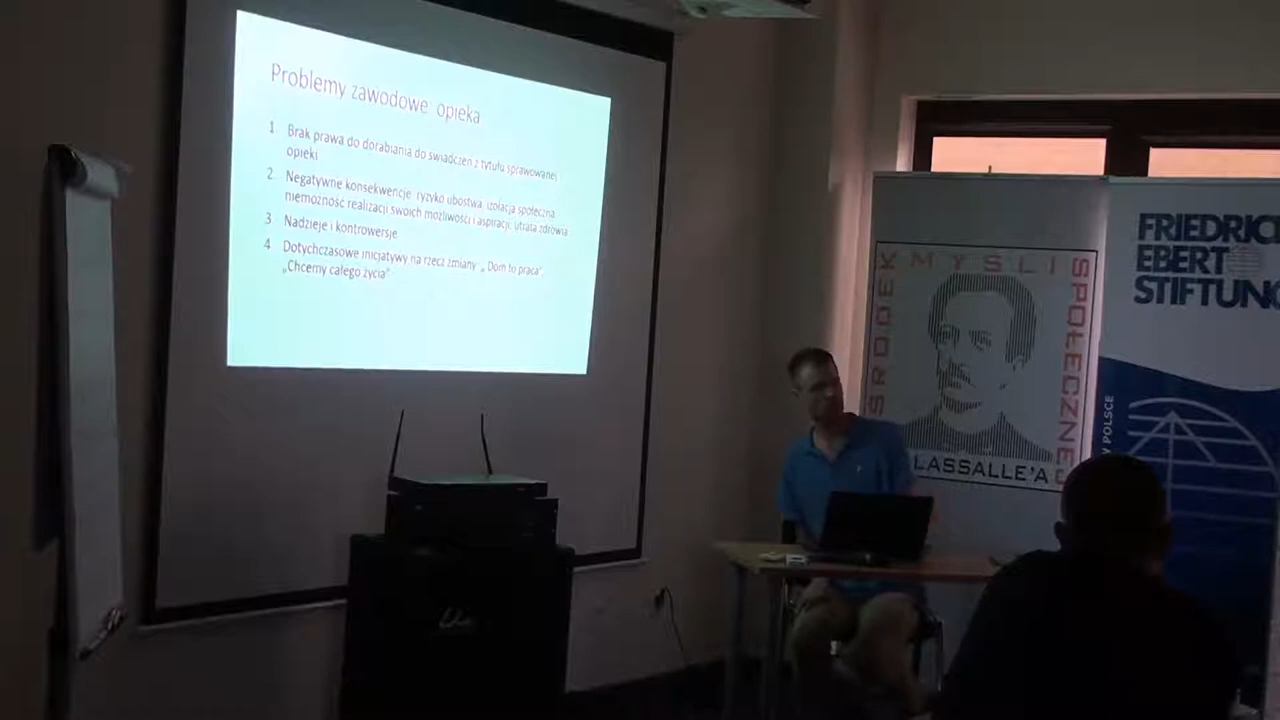 Problemy zawodowe opieka
1 Brak prawa do dorabiania do świadczeń z tytułu sprawowanej
opieki
2 Negatywne konsekwencje ryzyko ubóstwa, izolacja społeczna
niemożność realizacji swoich możliwości i aspiracji, utrata zdrowia
3 Nadzieje i kontrowersje
4 Dotychczasowe inicjatywy na rzecz zmiany „ Dom to praca”,
„Chcemy całego życia”
OŚRODEK MYŚLI SPOŁECZNEJ
LASSALLE'A
FRIEDRIC
EBERT
STIFTUNG
W POLSCE